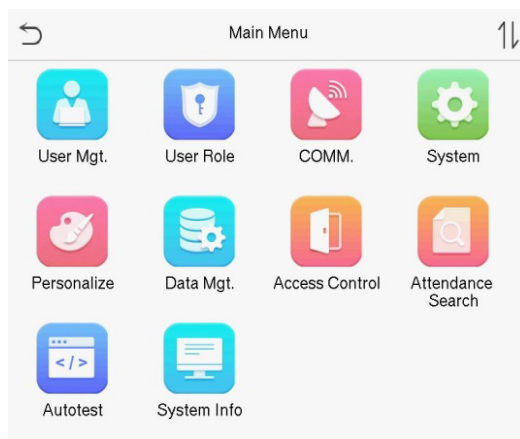 Main Menu
User Mgt.
User Role
COMM.
System
Personalize
Data Mgt.
Access Control
Attendance
Search
</>
Autotest
System Info